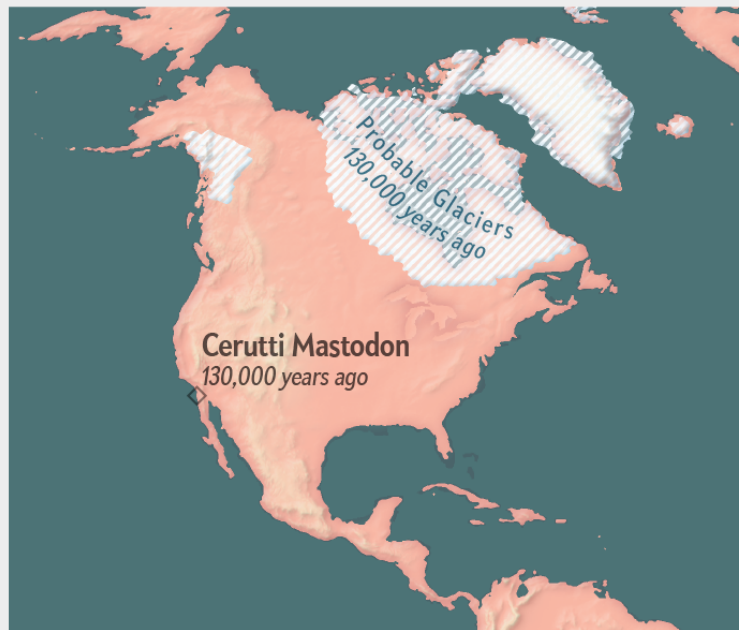 Probable Glaciers
130,000 years ago
Cerutti Mastodon
130,000 years ago